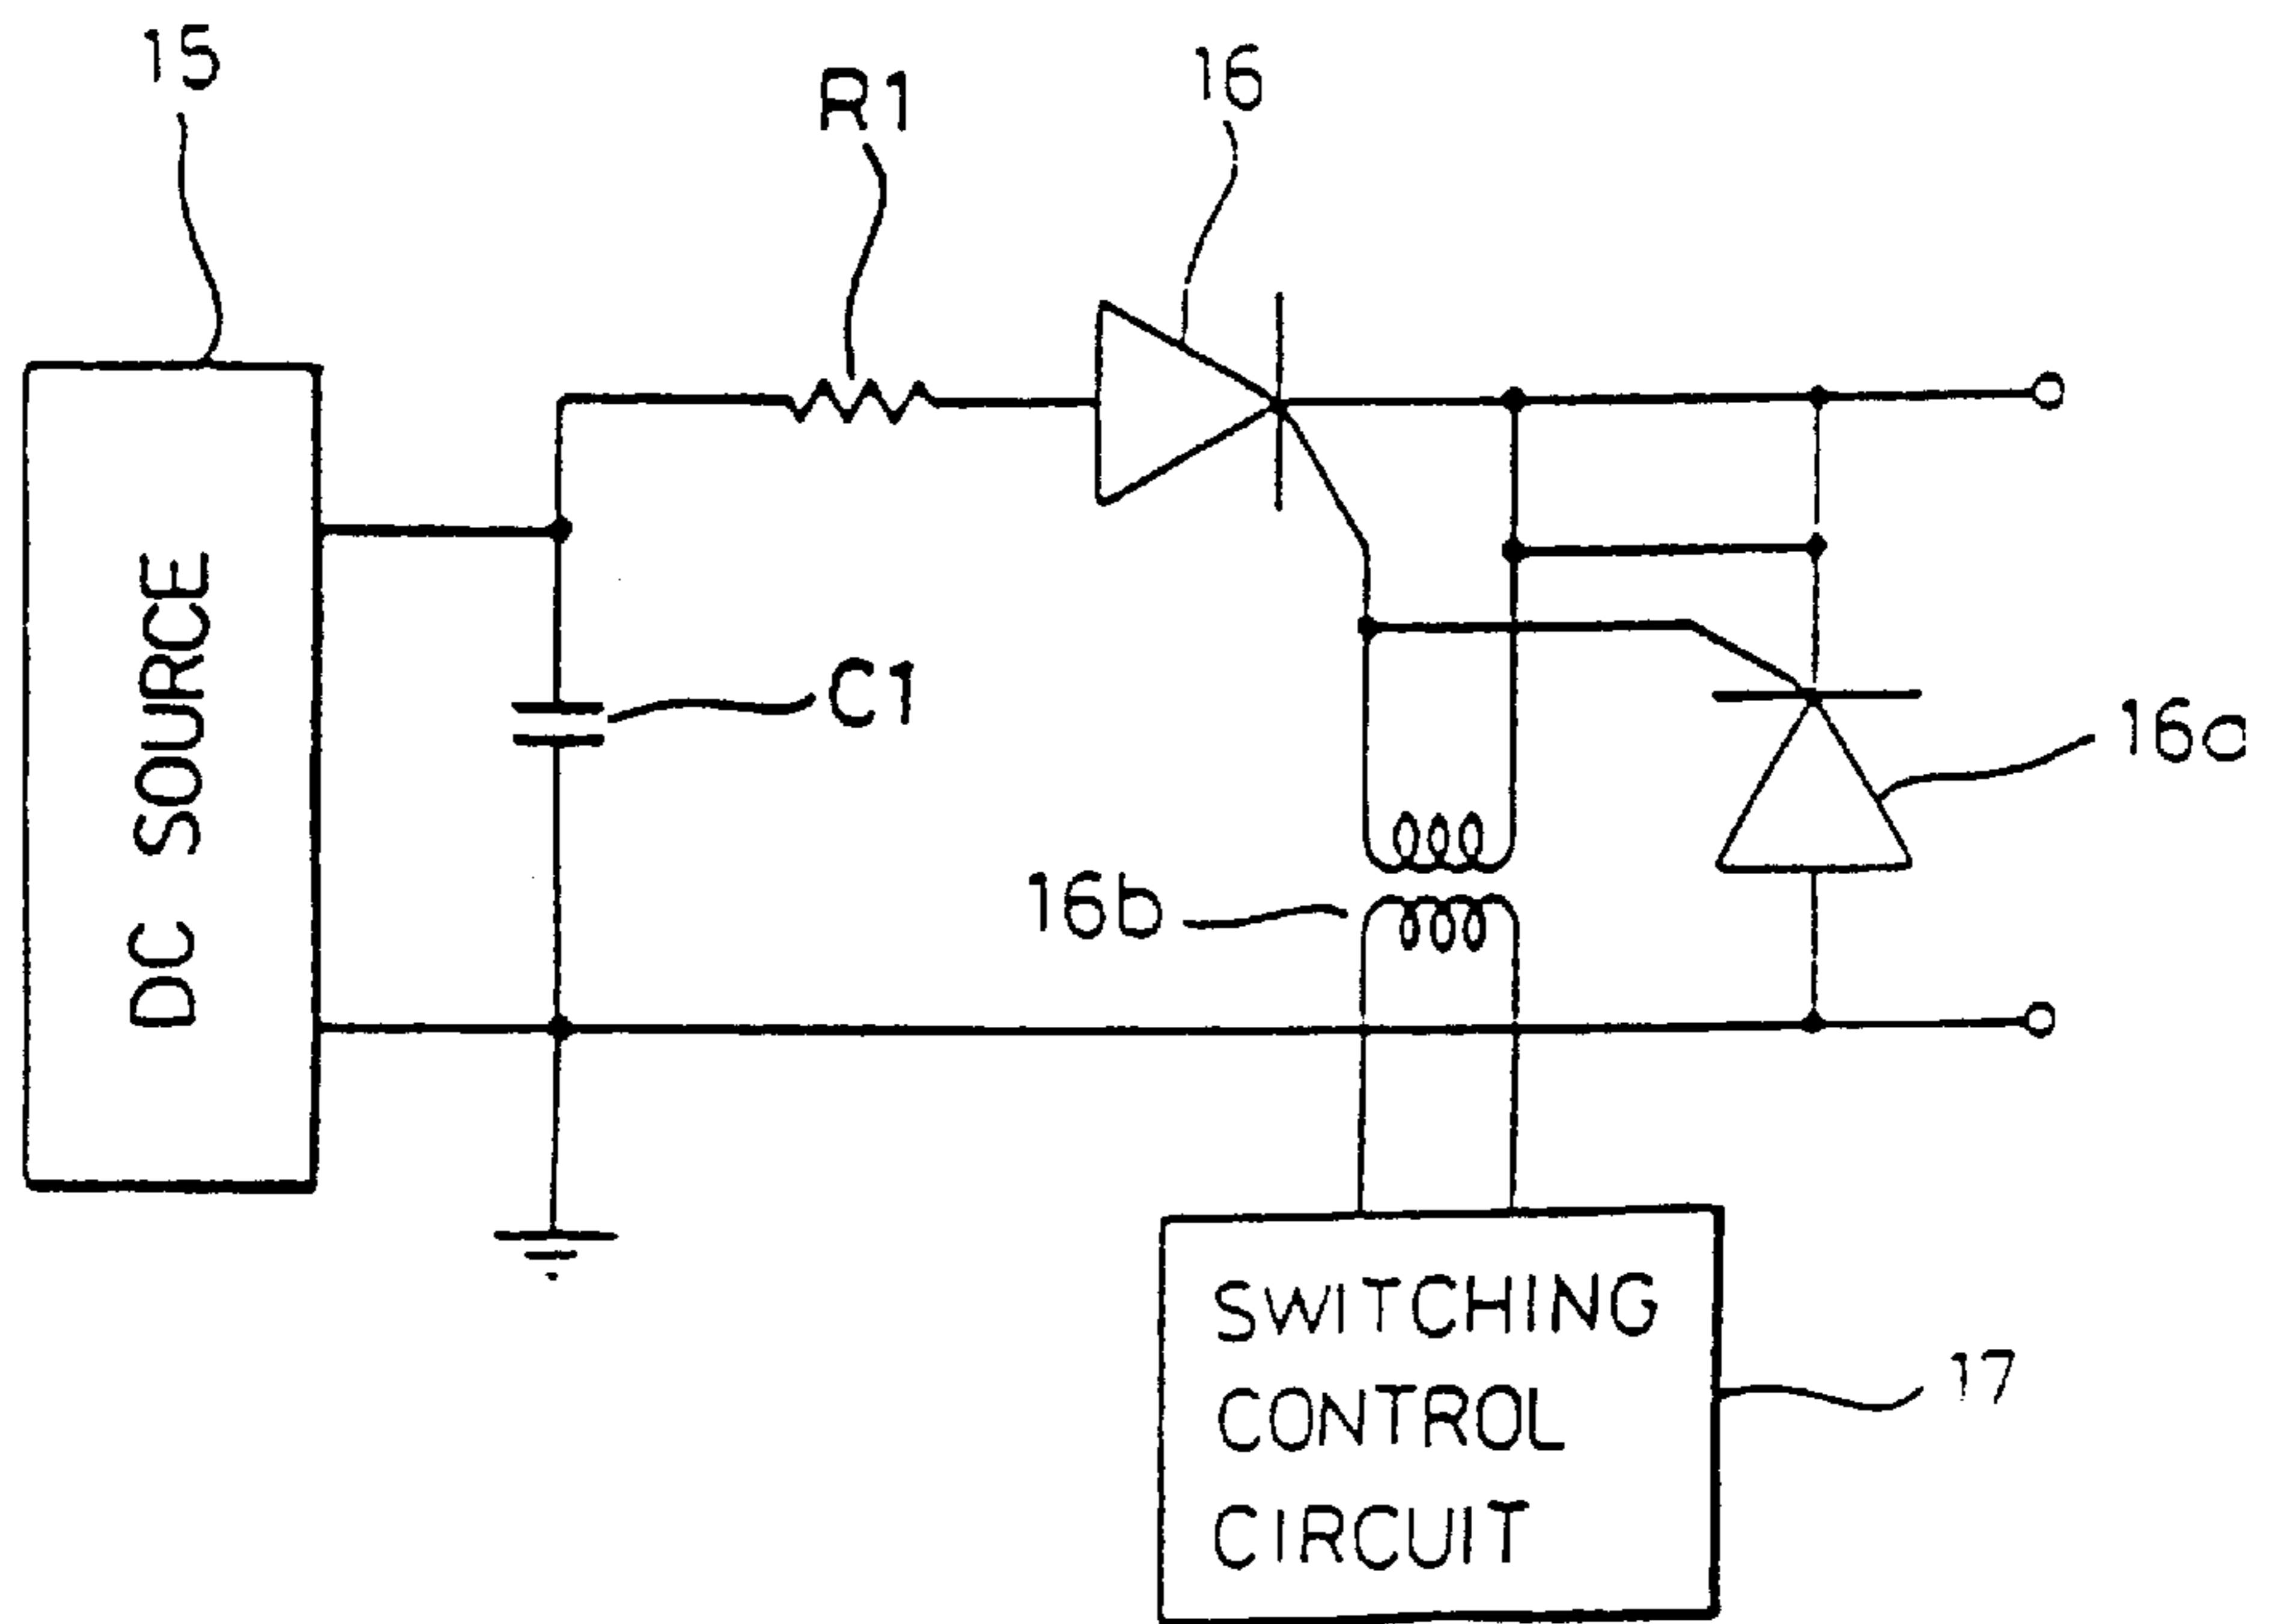 15
R1
16
DC SOURCE
C1
16a
16b
SWITCHING
CONTROL
CIRCUIT
17